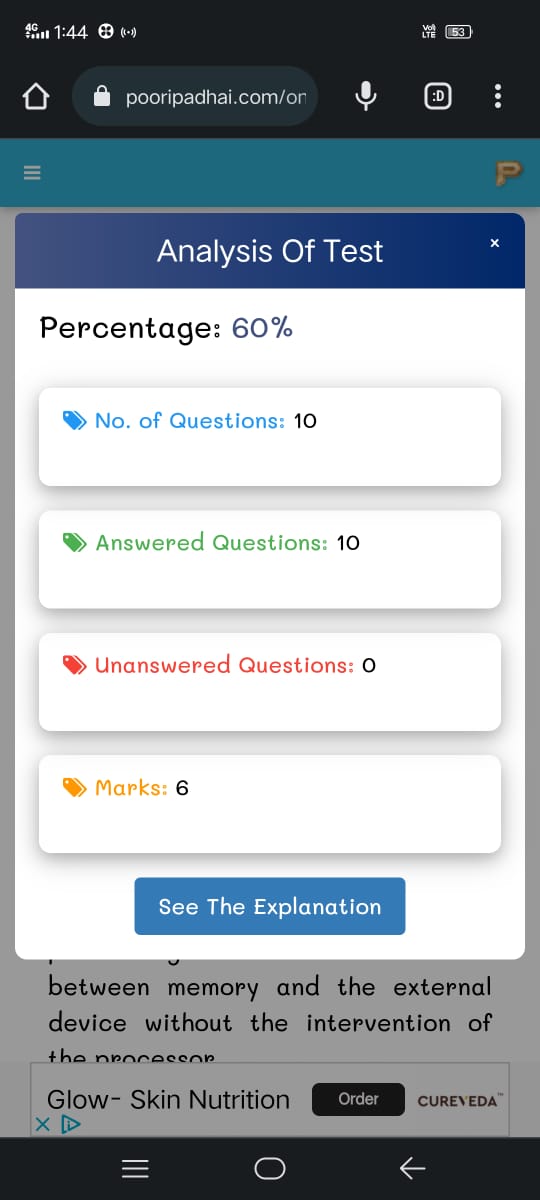 4G 1:44 VoI LTE 53
pooripadhai.com/or :D
P
Analysis Of Test ×
Percentage: 60%
No. of Questions: 10
Answered Questions: 10
Unanswered Questions: 0
Marks: 6
See The Explanation
between memory and the external
device without the intervention of
the processor
Glow- Skin Nutrition Order CUREVEDA™